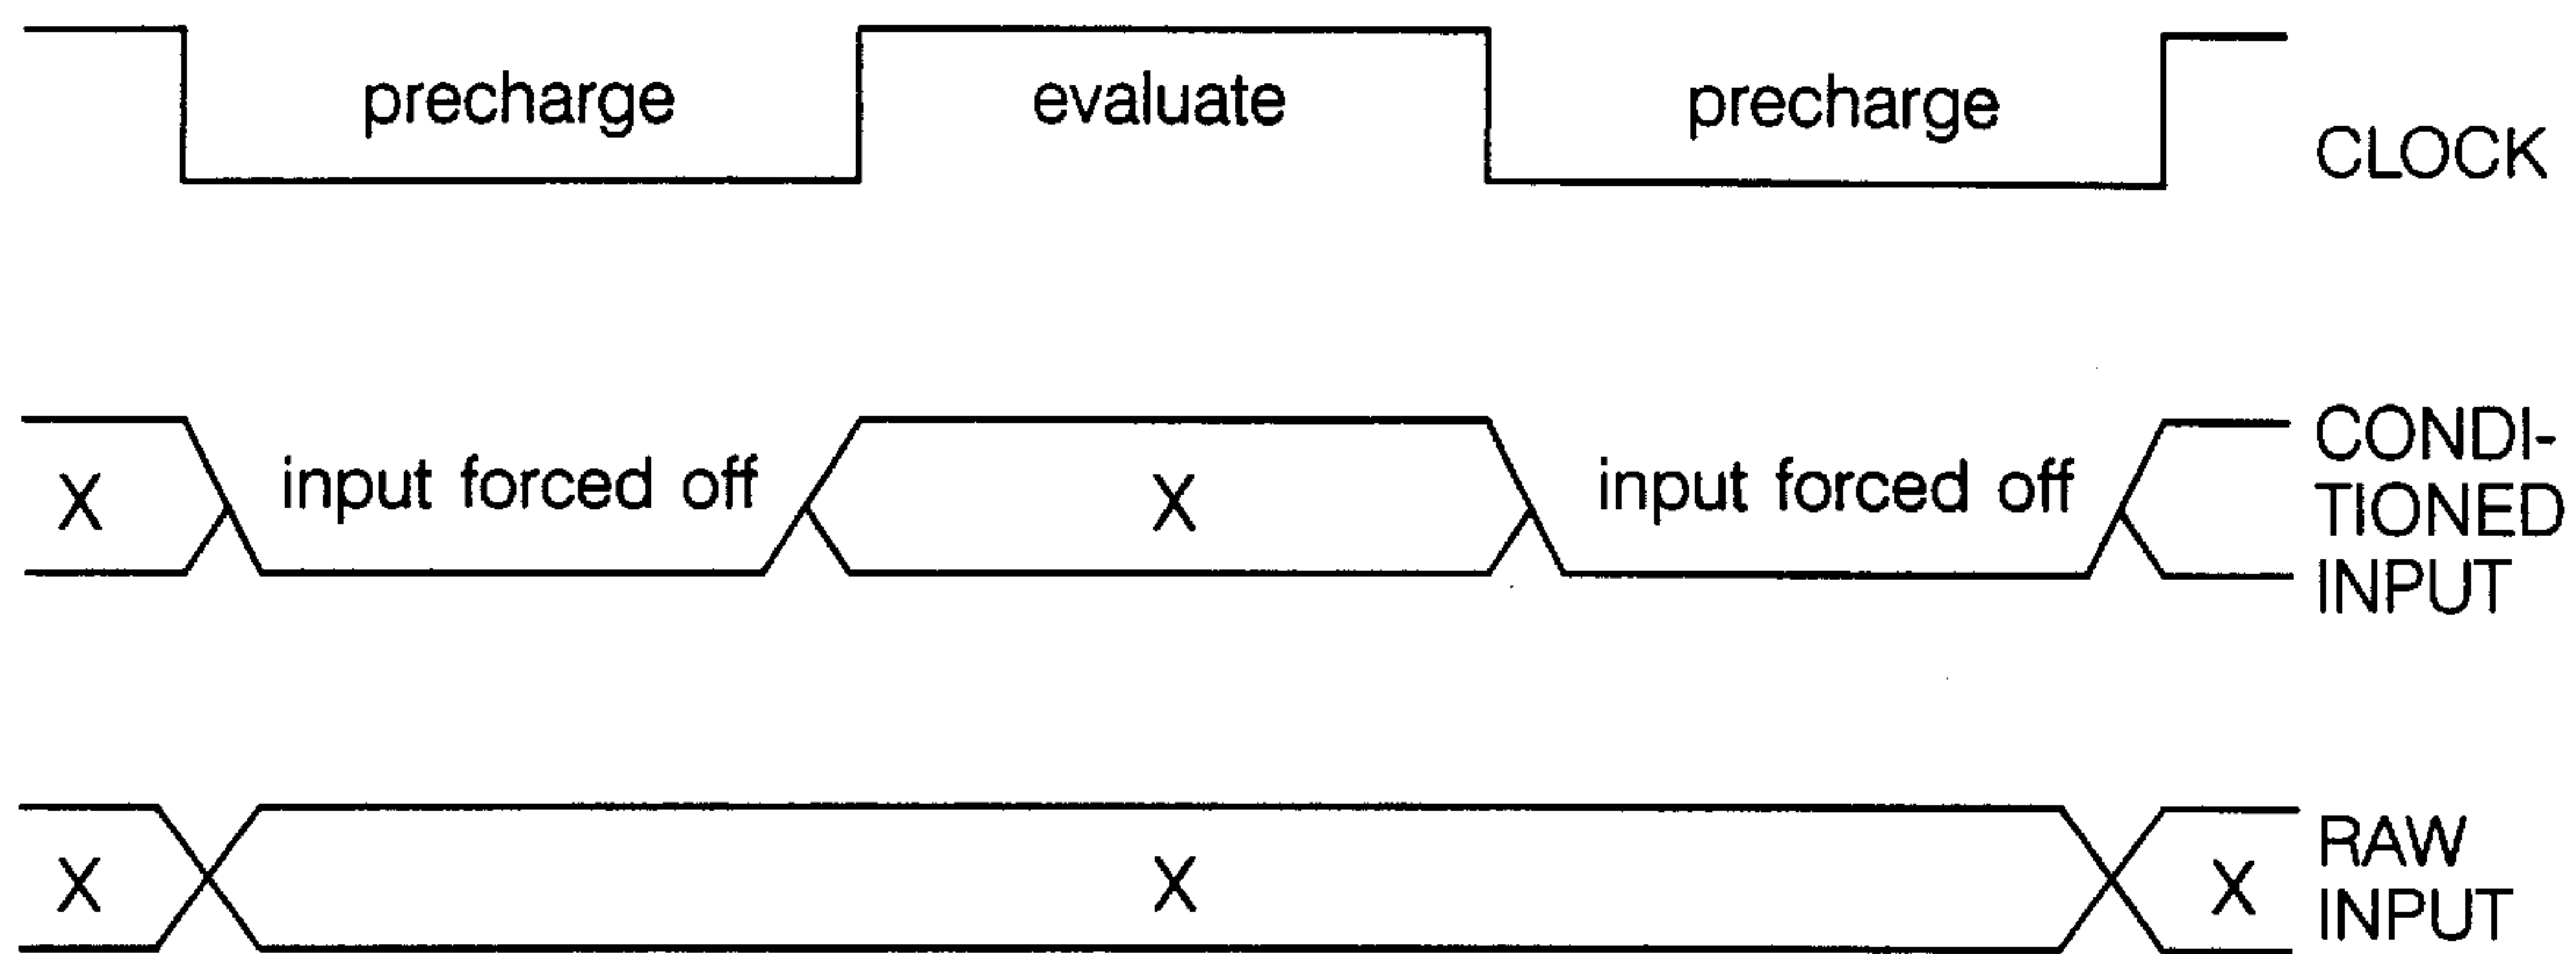 precharge evaluate precharge
CLOCK
X input forced off X input forced off
CONDI-
TIONED
INPUT
X X X
RAW
INPUT